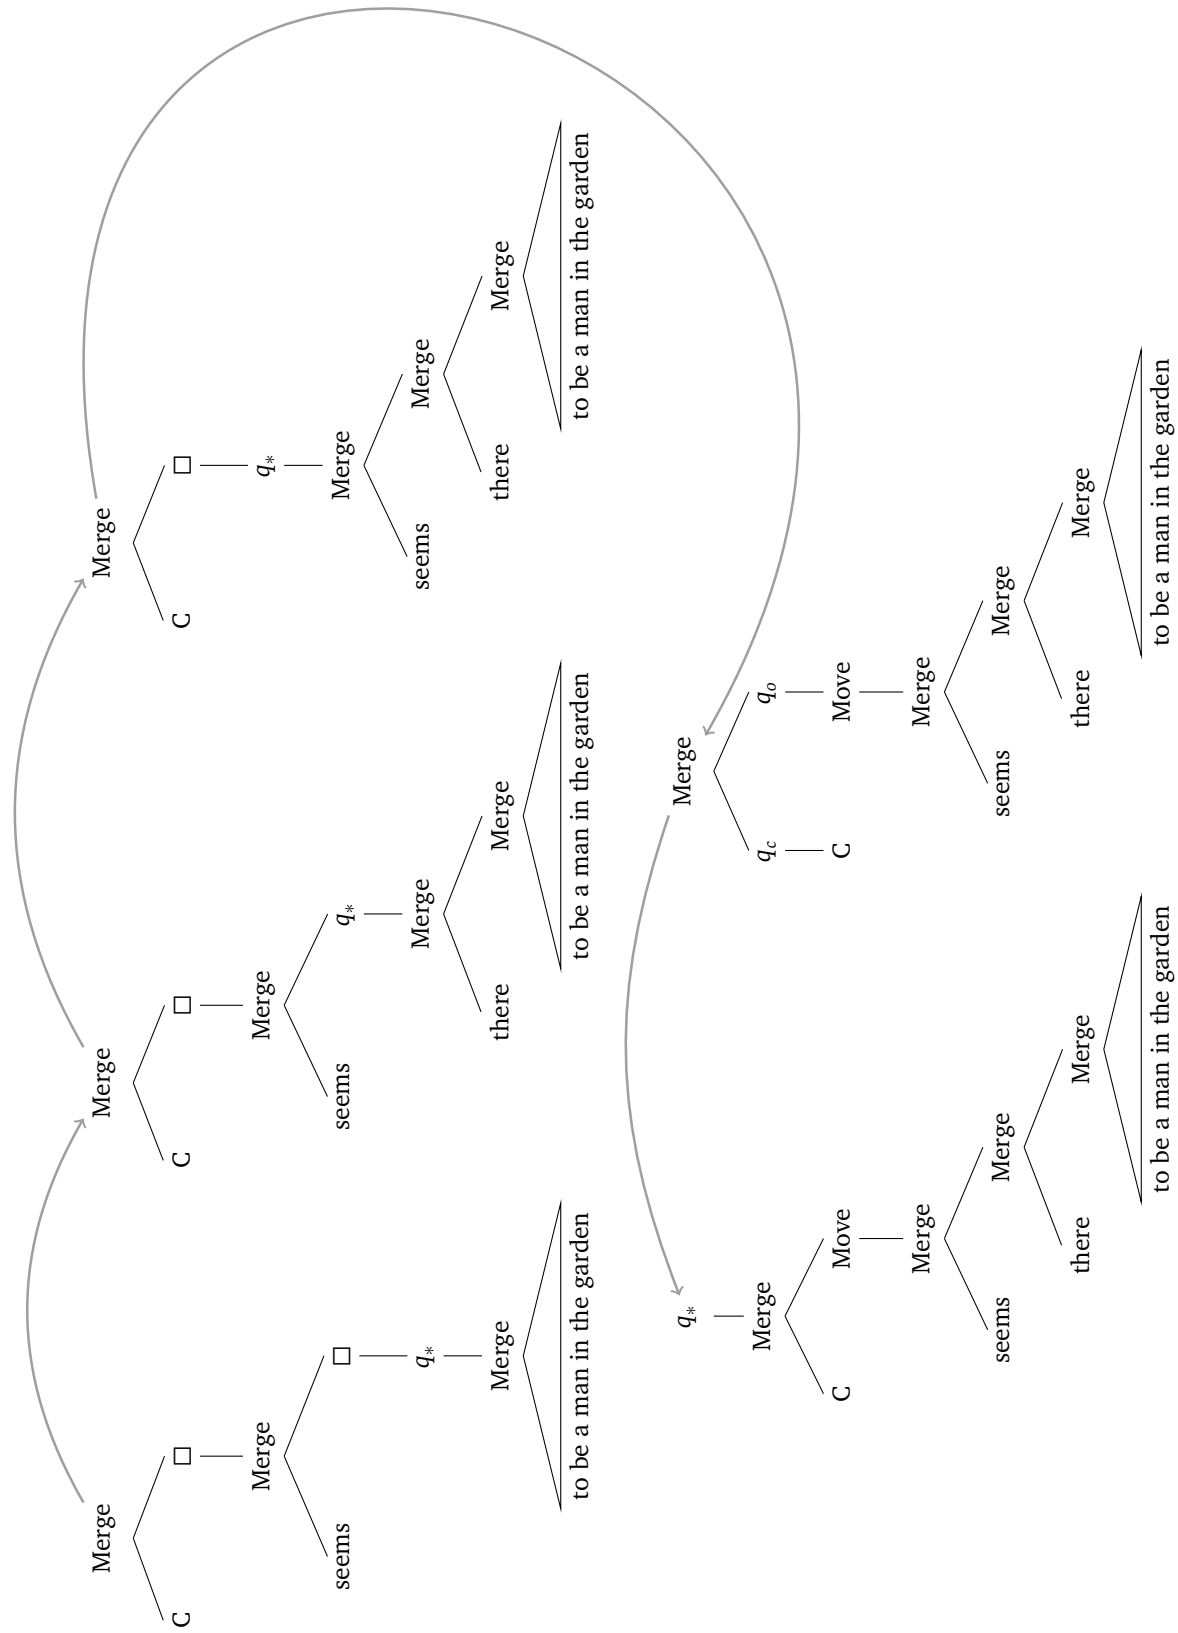 Merge
C □
Merge
seems □
q*
Merge
to be a man in the garden
Merge
C □
Merge
seems q*
Merge
there Merge
to be a man in the garden
Merge
C □
q*
Merge
seems Merge
there Merge
to be a man in the garden
q*
Merge
C Move
Merge
seems Merge
there Merge
to be a man in the garden
Merge
qc qo
C Move
Merge
seems Merge
there Merge
to be a man in the garden